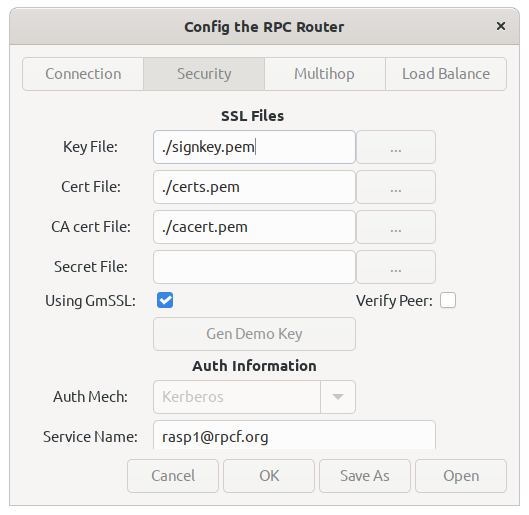 Config the RPC Router ×
Connection Security Multihop Load Balance
SSL Files
Key File: ./signkey.pem ...
Cert File: ./certs.pem ...
CA cert File: ./cacert.pem ...
Secret File: ...
Using GmSSL: Verify Peer:
Gen Demo Key
Auth Information
Auth Mech: Kerberos
Service Name: rasp1@rpcf.org
Cancel OK Save As Open